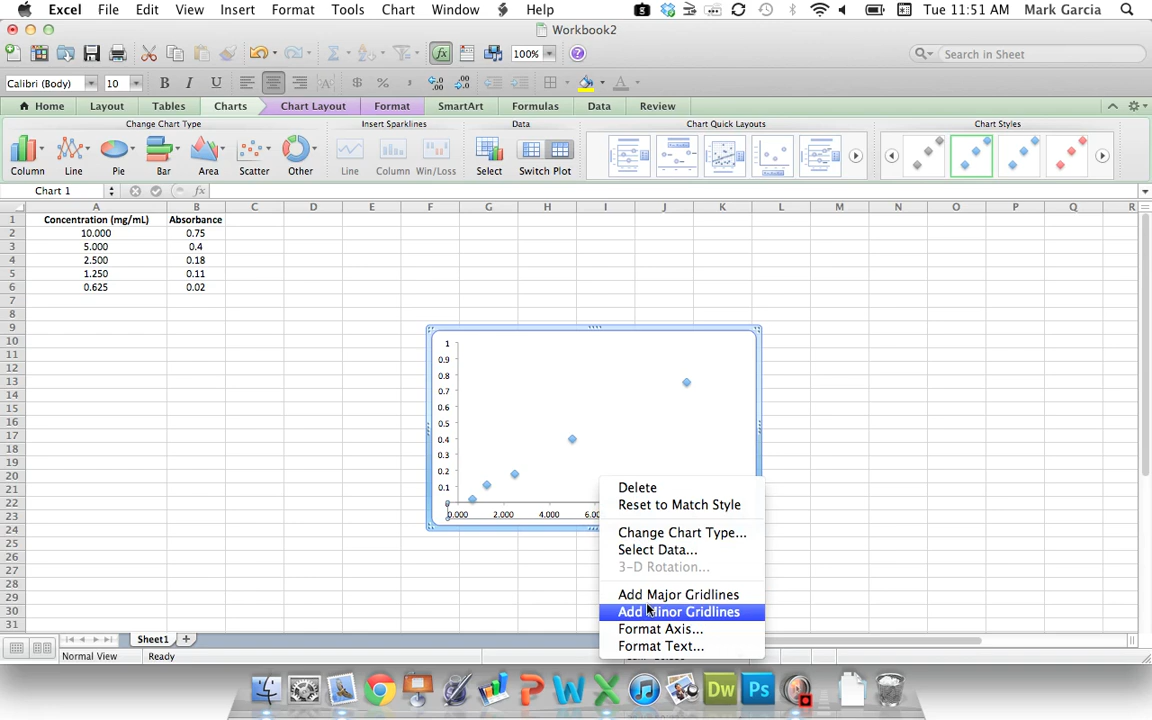 Excel File Edit View Insert Format Tools Chart Window Help Tue 11:51 AM Mark Garcia
Workbook2
100% Search in Sheet
Calibri (Body) 10 B I U
Home Layout Tables Charts Chart Layout Format SmartArt Formulas Data Review
Change Chart Type Insert Sparklines Data Chart Quick Layouts Chart Styles
Column Line Pie Bar Area Scatter Other Line Column Win/Loss Select Switch Plot
Chart 1 fx
A B C D E F G H I J K L M N O P Q R
1 Concentration (mg/mL) Absorbance
2 10.000 0.75
3 5.000 0.4
4 2.500 0.18
5 1.250 0.11
6 0.625 0.02
7
8
9
10
11
12
13
14
15
16
17
18
19
20
21
22
23
24
25
26
27
28
29
30
31
1
0.9
0.8
0.7
0.6
0.5
0.4
0.3
0.2
0.1
0
0.000 2.000 4.000
Delete
Reset to Match Style
Change Chart Type...
Select Data...
3-D Rotation...
Add Major Gridlines
Add Minor Gridlines
Format Axis...
Format Text...
Sheet1
Normal View Ready
Dw Ps